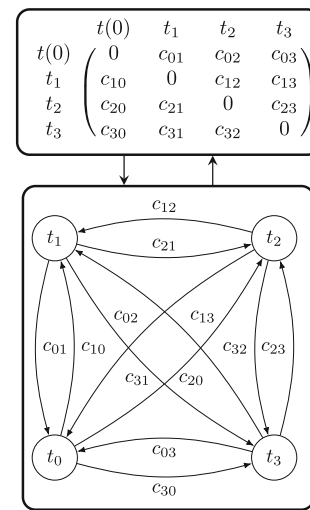 t(0) t₁ t₂ t₃
t(0) 0 c₀₁ c₀₂ c₀₃
t₁ c₁₀ 0 c₁₂ c₁₃
t₂ c₂₀ c₂₁ 0 c₂₃
t₃ c₃₀ c₃₁ c₃₂ 0
c₁₂
t₁ t₂
c₂₁
c₀₂ c₁₃
c₀₁ c₁₀ c₃₂ c₂₃
c₃₁ c₂₀
c₀₃
t₀ t₃
c₃₀